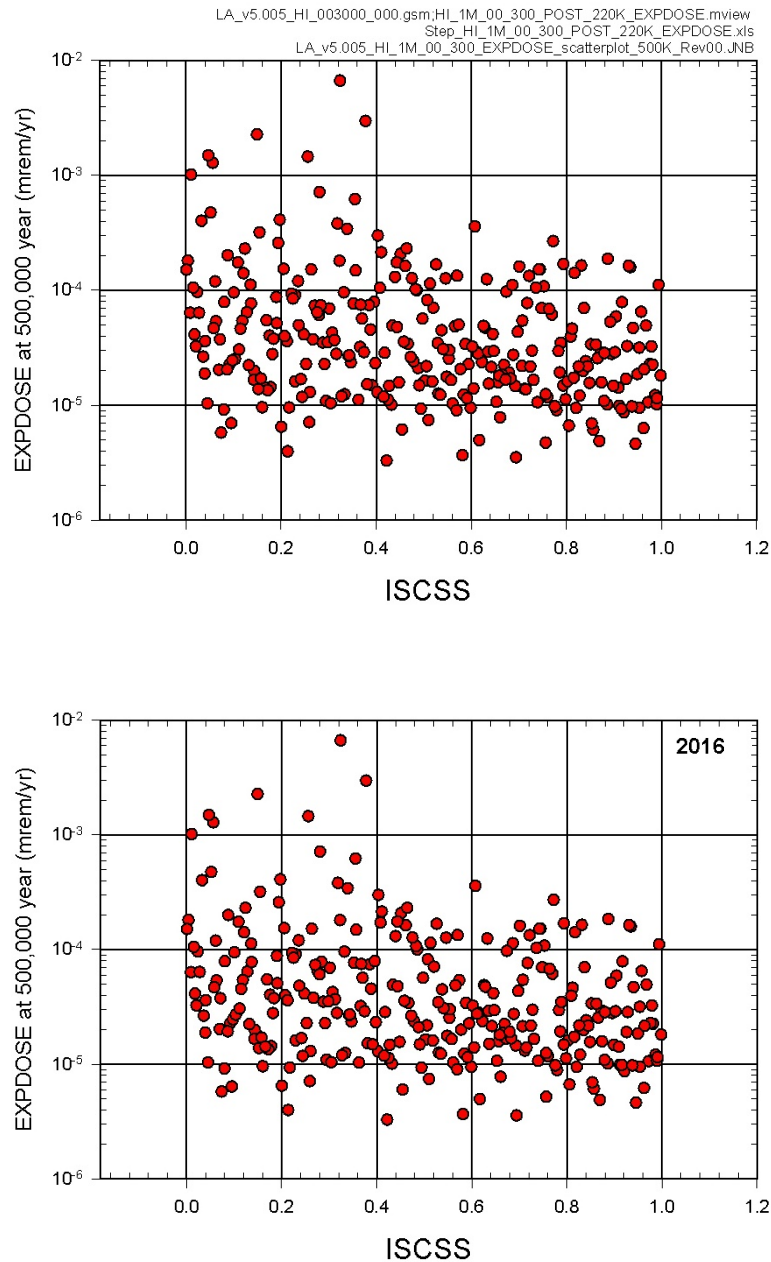 LA_v5.005_HI_003000_000.gsm;HI_1M_00_300_POST_220K_EXPDOSE.mview
Step_HI_1M_00_300_POST_220K_EXPDOSE.xls
LA_v5.005_HI_1M_00_300_EXPDOSE_scatterplot_500K_Rev00.JNB
EXPDOSE at 500,000 year (mrem/yr)
10⁻²
10⁻³
10⁻⁴
10⁻⁵
10⁻⁶
0.0 0.2 0.4 0.6 0.8 1.0 1.2
ISCSS
2016
EXPDOSE at 500,000 year (mrem/yr)
10⁻²
10⁻³
10⁻⁴
10⁻⁵
10⁻⁶
0.0 0.2 0.4 0.6 0.8 1.0 1.2
ISCSS